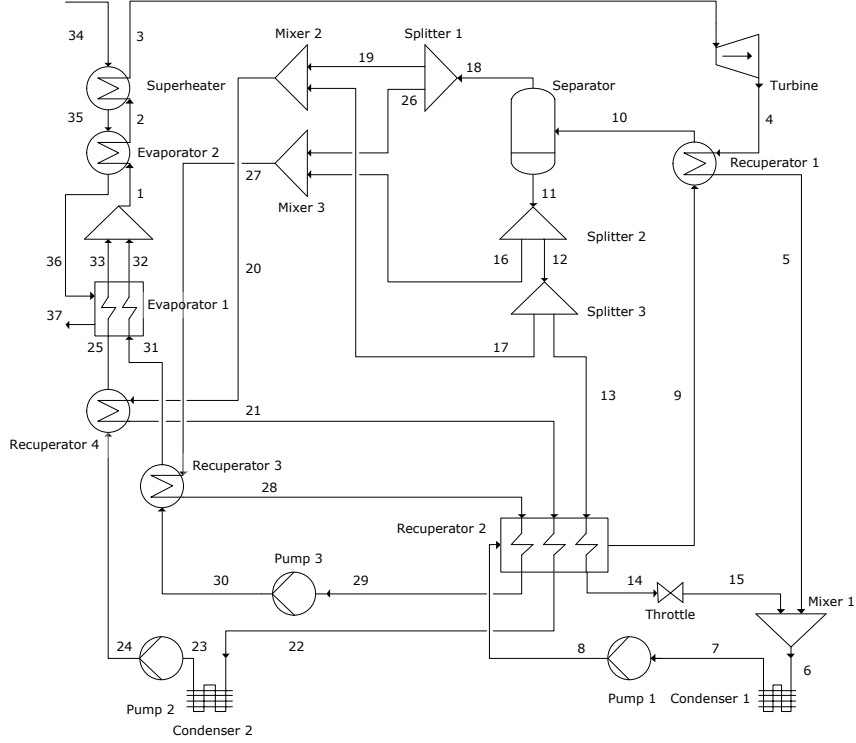 34
3
Mixer 2
19
Splitter 1
18
26
Separator
Superheater
Turbine
35
2
10
4
Evaporator 2
Recuperator 1
1
27
Mixer 3
11
Splitter 2
36
33
32
20
16
12
5
Evaporator 1
37
Splitter 3
25
31
17
13
9
21
Recuperator 4
Recuperator 3
28
Recuperator 2
Pump 3
30
29
14
15
Throttle
Mixer 1
24
23
22
8
7
6
Pump 2
Condenser 2
Pump 1
Condenser 1